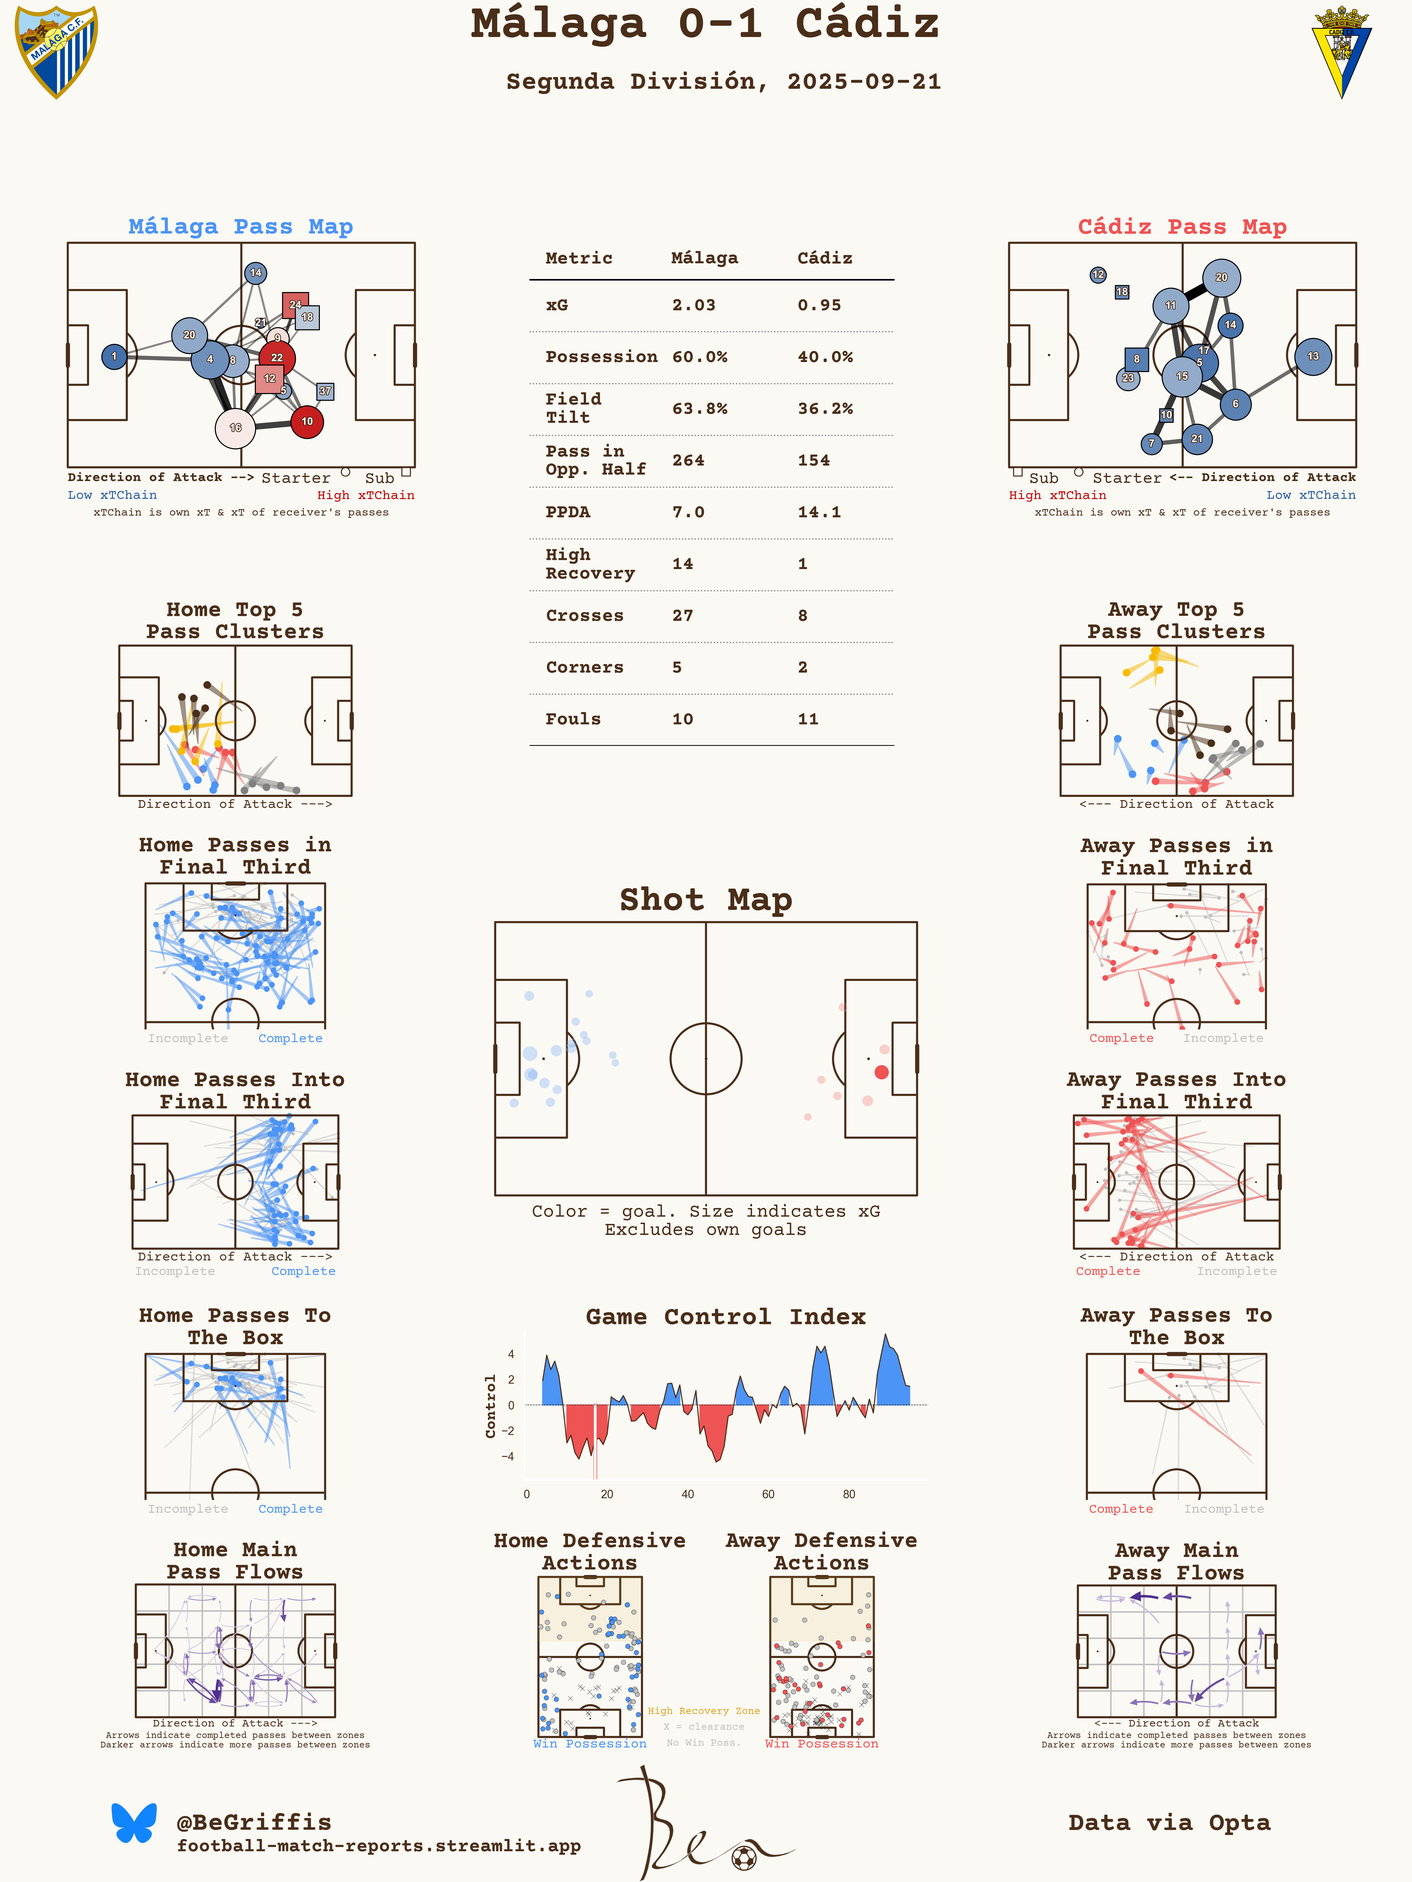 Málaga 0-1 Cádiz
Segunda División, 2025-09-21
MALAGA C.F.
Málaga Pass Map
14
24
18
21
9
20
1
4
8
22
12
5
37
16
10
Direction of Attack --> Starter Sub
Low xTChain High xTChain
xTChain is own xT & xT of receiver's passes
Metric Málaga Cádiz
xG 2.03 0.95
Possession 60.0% 40.0%
Field
Tilt 63.8% 36.2%
Pass in
Opp. Half 264 154
PPDA 7.0 14.1
High
Recovery 14 1
Crosses 27 8
Corners 5 2
Fouls 10 11
Cádiz Pass Map
12
18
20
11
14
17
8
5
13
23
15
6
10
7
21
Sub Starter <-- Direction of Attack
High xTChain Low xTChain
xTChain is own xT & xT of receiver's passes
Home Top 5
Pass Clusters
Direction of Attack --->
Away Top 5
Pass Clusters
<--- Direction of Attack
Home Passes in
Final Third
Incomplete Complete
Away Passes in
Final Third
Complete Incomplete
Shot Map
Color = goal. Size indicates xG
Excludes own goals
Home Passes Into
Final Third
Direction of Attack --->
Incomplete Complete
Away Passes Into
Final Third
<--- Direction of Attack
Complete Incomplete
Home Passes To
The Box
Incomplete Complete
Game Control Index
Control
4
2
0
−2
−4
0 20 40 60 80
Away Passes To
The Box
Complete Incomplete
Home Main
Pass Flows
Direction of Attack --->
Arrows indicate completed passes between zones
Darker arrows indicate more passes between zones
Home Defensive
Actions
Win Possession
High Recovery Zone
X = clearance
No Win Poss.
Away Defensive
Actions
Win Possession
Away Main
Pass Flows
<--- Direction of Attack
Arrows indicate completed passes between zones
Darker arrows indicate more passes between zones
@BeGriffis
football-match-reports.streamlit.app
Ben
Data via Opta